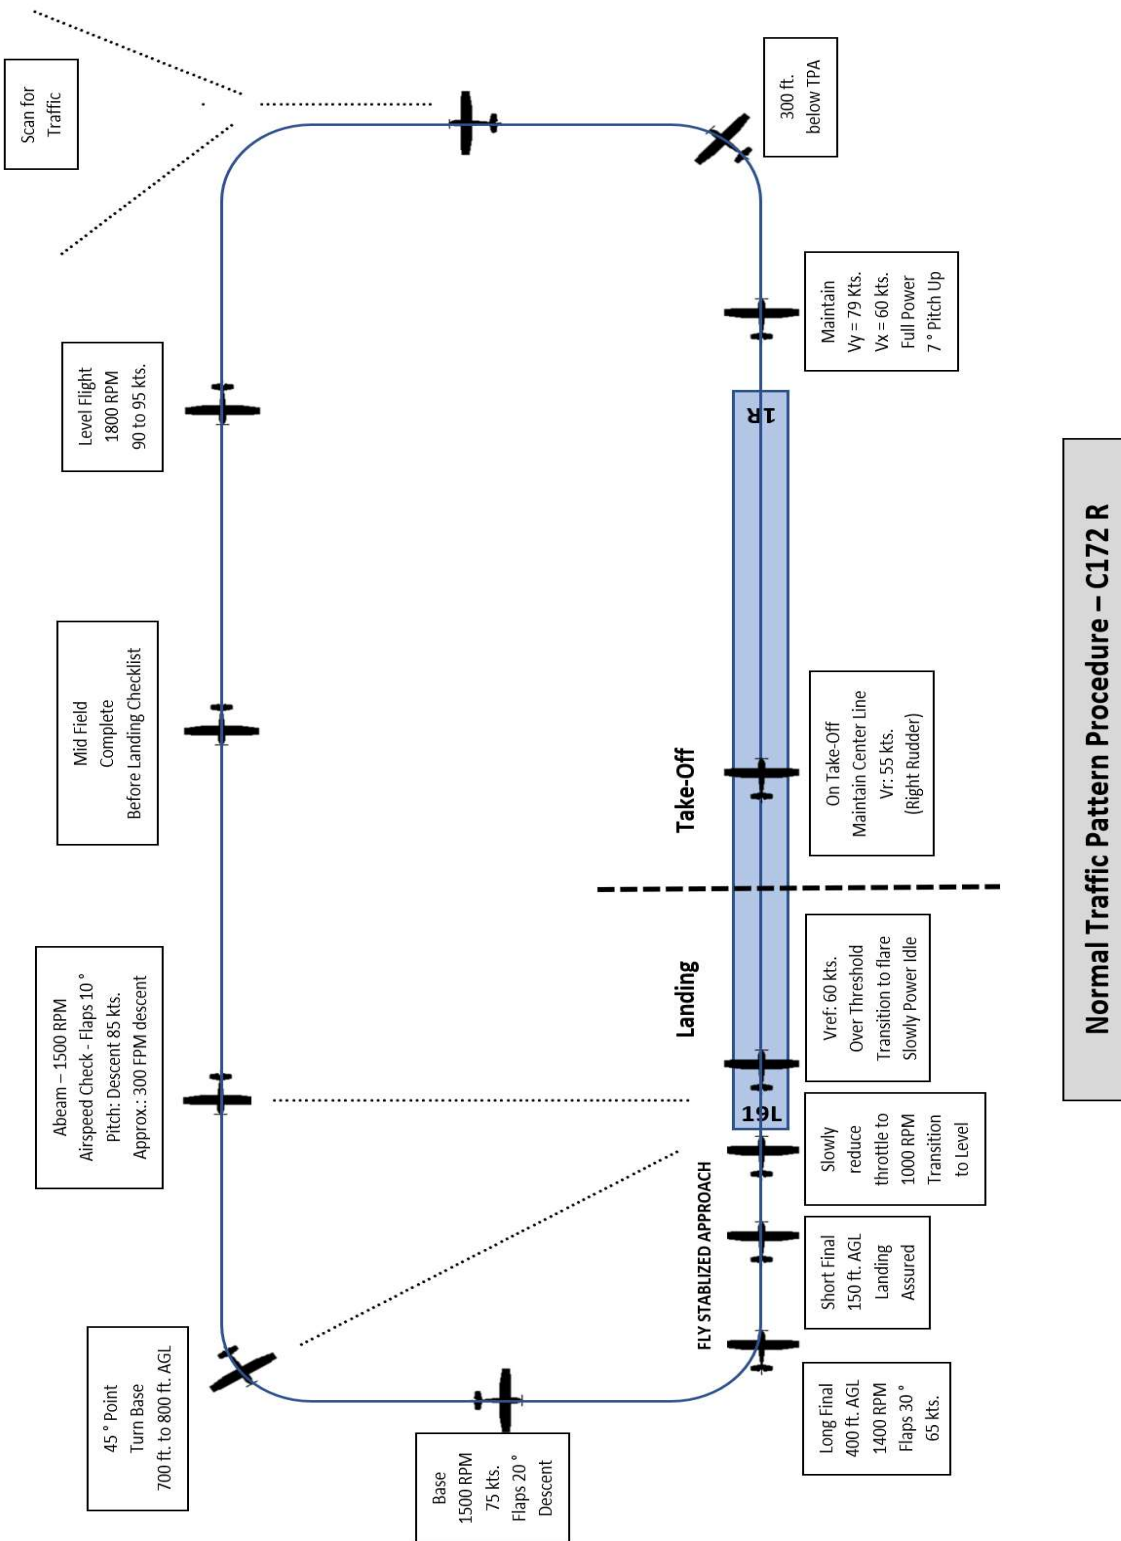 Scan for
Traffic
300 ft.
below TPA
Level Flight
1800 RPM
90 to 95 kts.
Maintain
Vy = 79 Kts.
Vx = 60 kts.
Full Power
7 ° Pitch Up
1R
Mid Field
Complete
Before Landing Checklist
Take-Off
On Take-Off
Maintain Center Line
Vr: 55 kts.
(Right Rudder)
Abeam – 1500 RPM
Airspeed Check - Flaps 10 °
Pitch: Descent 85 kts.
Approx.: 300 FPM descent
Landing
Vref: 60 kts.
Over Threshold
Transition to flare
Slowly Power Idle
19L
Slowly
reduce
throttle to
1000 RPM
Transition
to Level
FLY STABLIZED APPROACH
Short Final
150 ft. AGL
Landing
Assured
45 ° Point
Turn Base
700 ft. to 800 ft. AGL
Base
1500 RPM
75 kts.
Flaps 20 °
Descent
Long Final
400 ft. AGL
1400 RPM
Flaps 30 °
65 kts.
Normal Traffic Pattern Procedure – C172 R